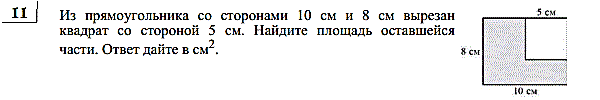 11
Из прямоугольника со сторонами 10 см и 8 см вырезан
квадрат со стороной 5 см. Найдите площадь оставшейся
части. Ответ дайте в см².
5 см
8 см
10 см